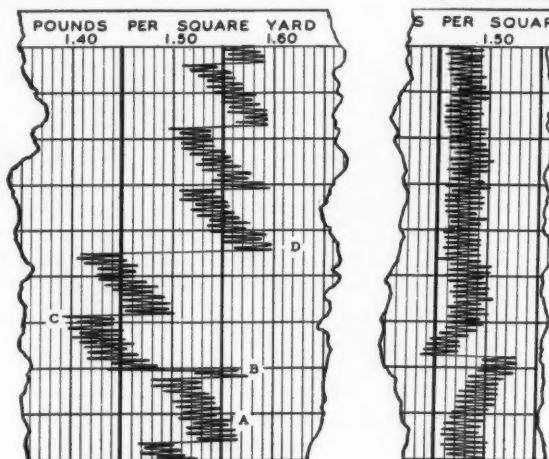 POUNDS PER SQUARE YARD
1.40 1.50 1.60
D
C
B
A
S PER SQUAR
1.50